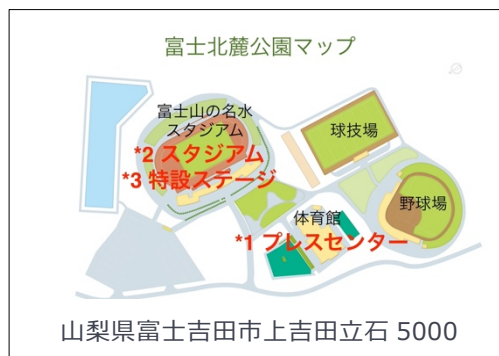 富士北麓公園マップ
富士山の名水
スタジアム
*2 スタジアム
*3 特設ステージ
球技場
体育館
*1 プレスセンター
野球場
山梨県富士吉田市上吉田立石 5000